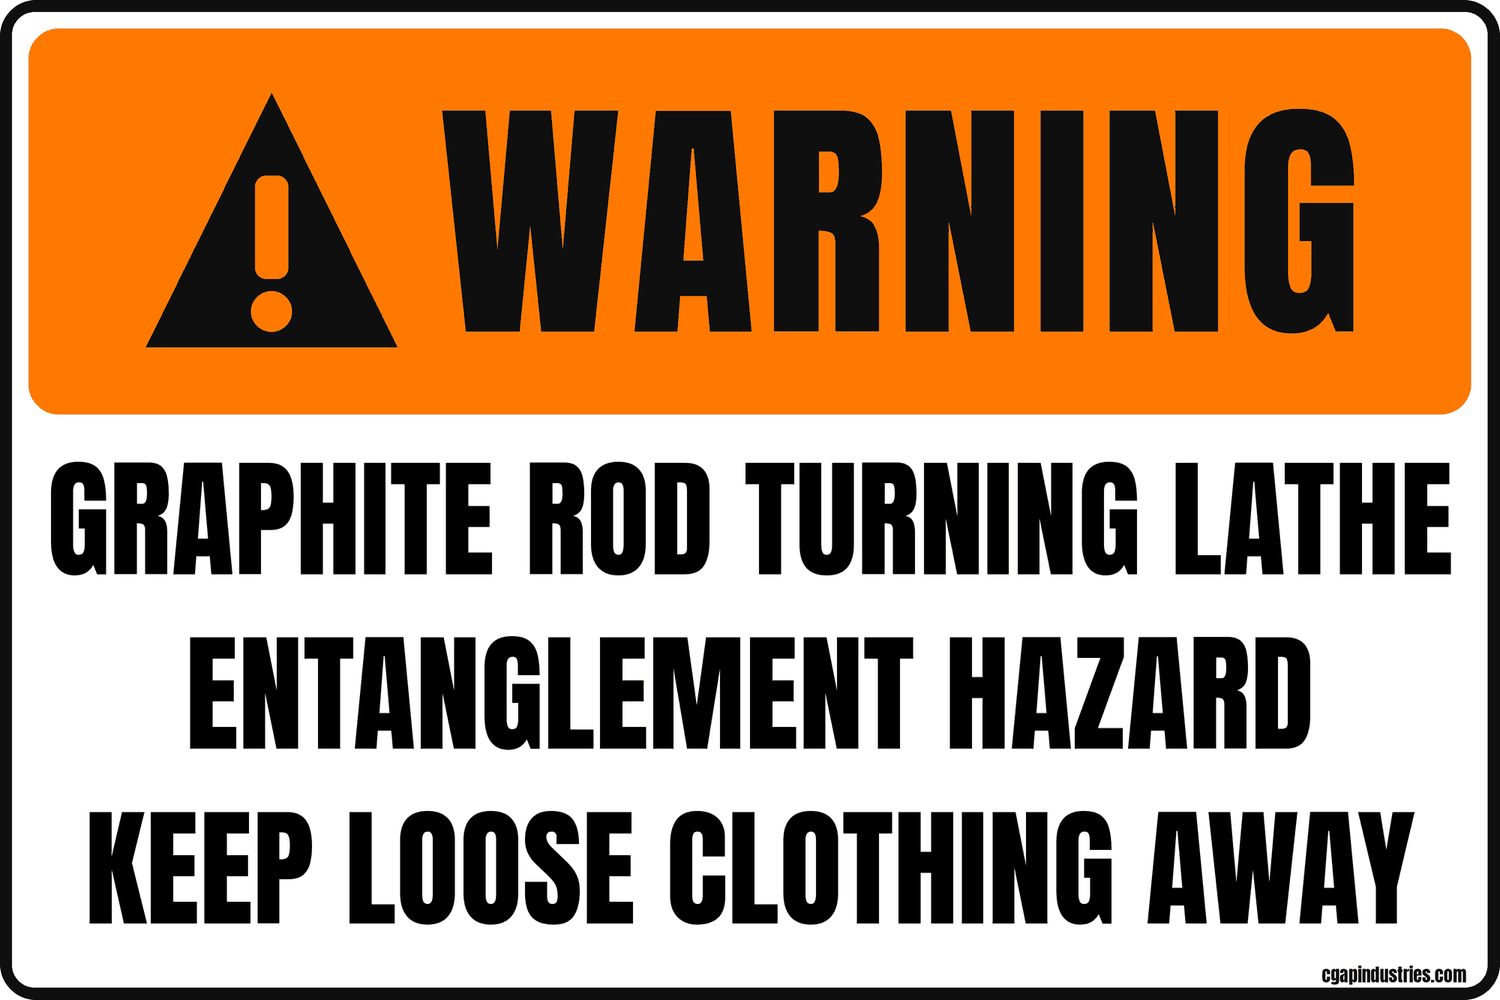 WARNING
GRAPHITE ROD TURNING LATHE
ENTANGLEMENT HAZARD
KEEP LOOSE CLOTHING AWAY
cgapindustries.com